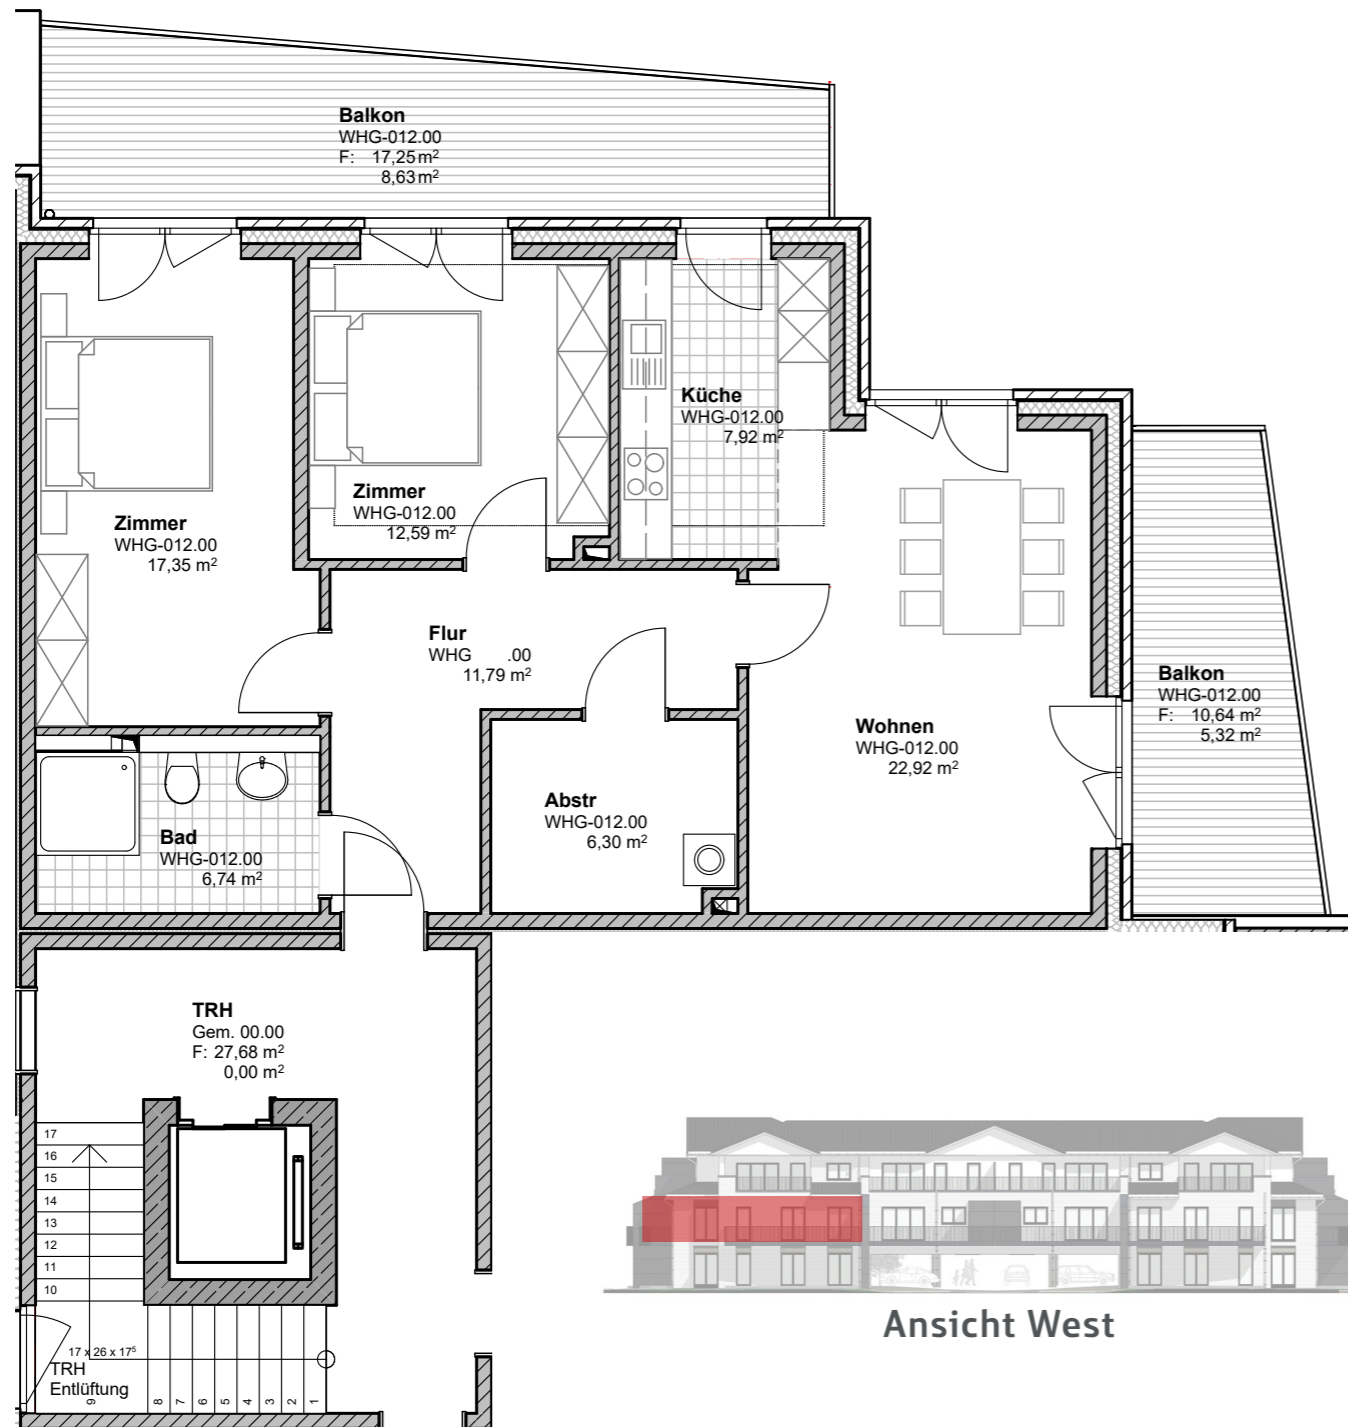 Balkon
WHG-012.00
F: 17,25 m²
8,63 m²
Küche
WHG-012.00
7,92 m²
Zimmer
WHG-012.00
12,59 m²
Zimmer
WHG-012.00
17,35 m²
Flur
WHG .00
11,79 m²
Balkon
WHG-012.00
F: 10,64 m²
5,32 m²
Wohnen
WHG-012.00
22,92 m²
Abstr
WHG-012.00
6,30 m²
Bad
WHG-012.00
6,74 m²
TRH
Gem. 00.00
F: 27,68 m²
0,00 m²
17
16
15
14
13
12
11
10
Ansicht West
17 x 26 x 17⁵
TRH
Entlüftung
9
8
7
6
5
4
3
2
1